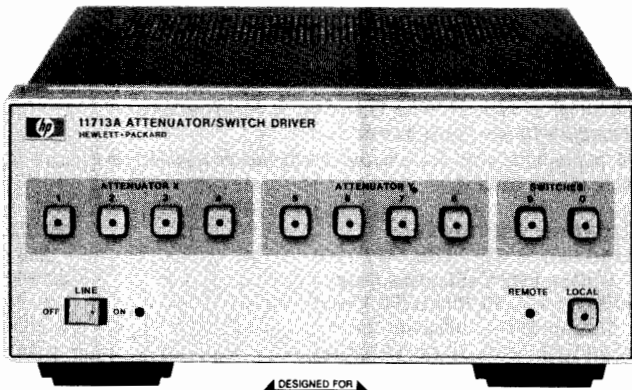 hp
11713A ATTENUATOR/SWITCH DRIVER
HEWLETT-PACKARD
ATTENUATOR X
ATTENUATOR Y
SWITCHES
1 2 3 4 5 6 7 8 9 0
LINE
OFF ON
REMOTE LOCAL
DESIGNED FOR